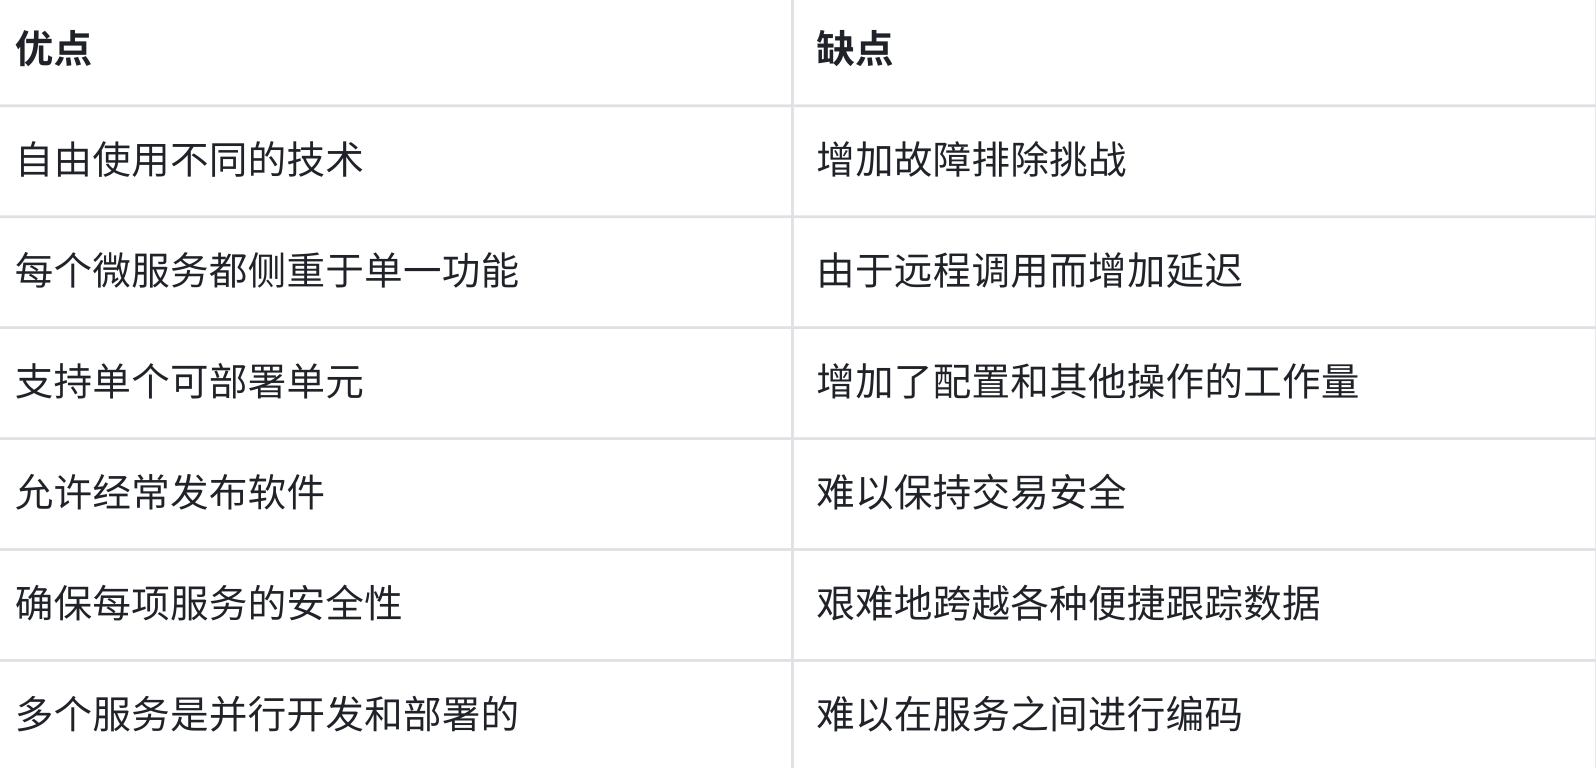 优点 缺点
自由使用不同的技术 增加故障排除挑战
每个微服务都侧重于单一功能 由于远程调用而增加延迟
支持单个可部署单元 增加了配置和其他操作的工作量
允许经常发布软件 难以保持交易安全
确保每项服务的安全性 艰难地跨越各种便捷跟踪数据
多个服务是并行开发和部署的 难以在服务之间进行编码